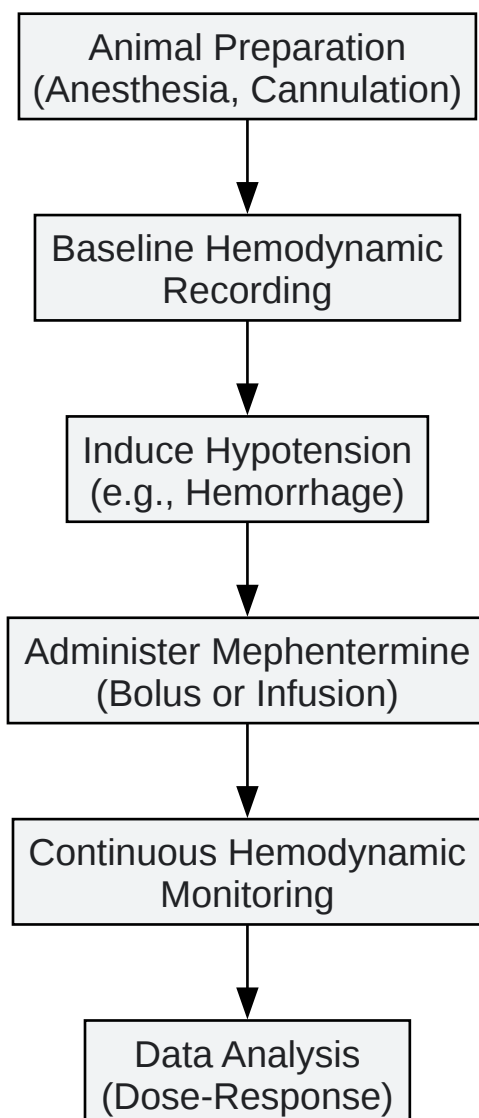 Animal Preparation
(Anesthesia, Cannulation)
Baseline Hemodynamic
Recording
Induce Hypotension
(e.g., Hemorrhage)
Administer Mephentermine
(Bolus or Infusion)
Continuous Hemodynamic
Monitoring
Data Analysis
(Dose-Response)